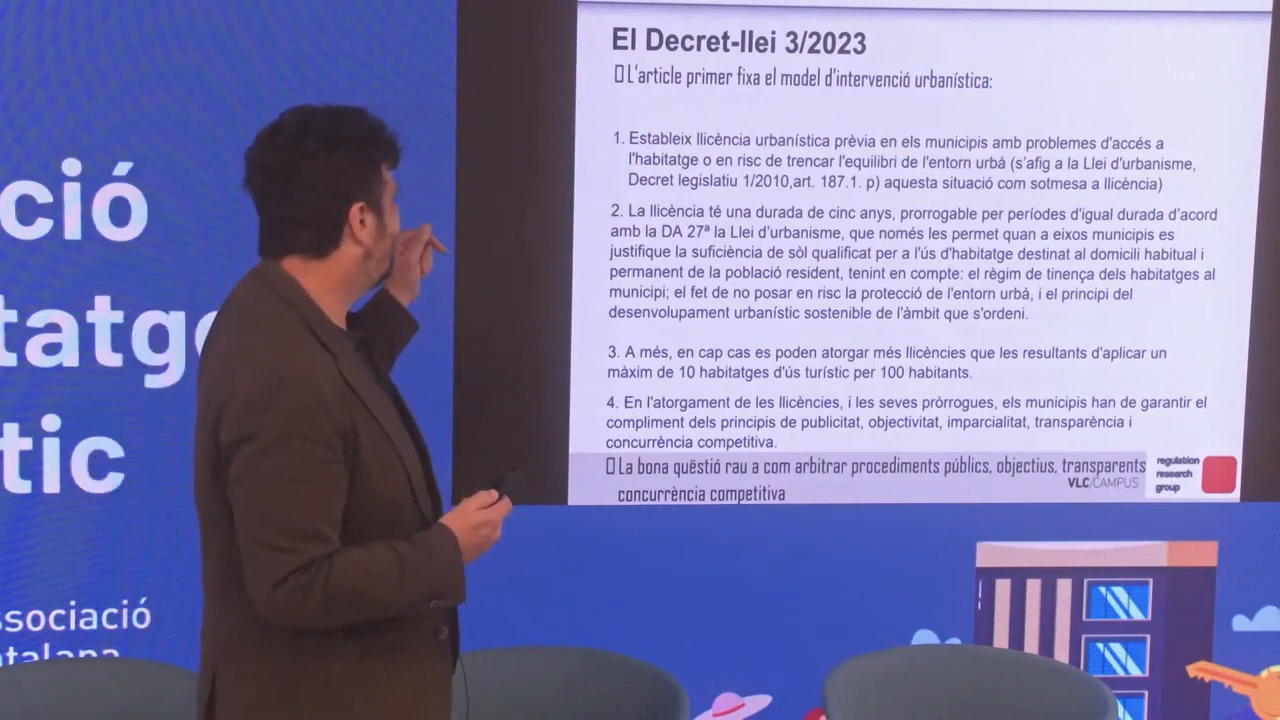 ció
tatge
tic
ssociació
atalana
El Decret-llei 3/2023
L'article primer fixa el model d'intervenció urbanística:
1. Estableix llicència urbanística prèvia en els municipis amb problemes d'accés a
l'habitatge o en risc de trencar l'equilibri de l'entorn urbà (s'afig a la Llei d'urbanisme,
Decret legislatiu 1/2010,art. 187.1. p) aquesta situació com sotmesa a llicència)
2. La llicència té una durada de cinc anys, prorrogable per períodes d'igual durada d'acord
amb la DA 27ª la Llei d'urbanisme, que només les permet quan a eixos municipis es
justifique la suficiència de sòl qualificat per a l'ús d'habitatge destinat al domicili habitual i
permanent de la població resident, tenint en compte: el règim de tinença dels habitatges al
municipi; el fet de no posar en risc la protecció de l'entorn urbà, i el principi del
desenvolupament urbanístic sostenible de l'àmbit que s'ordeni.
3. A més, en cap cas es poden atorgar més llicències que les resultants d'aplicar un
màxim de 10 habitatges d'ús turístic per 100 habitants.
4. En l'atorgament de les llicències, i les seves pròrrogues, els municipis han de garantir el
compliment dels principis de publicitat, objectivitat, imparcialitat, transparència i
concurrència competitiva.
La bona qüëstió rau a com arbitrar procediments públics, objectius, transparents
concurrència competitiva
VLC/CAMPUS
regulation
research
group